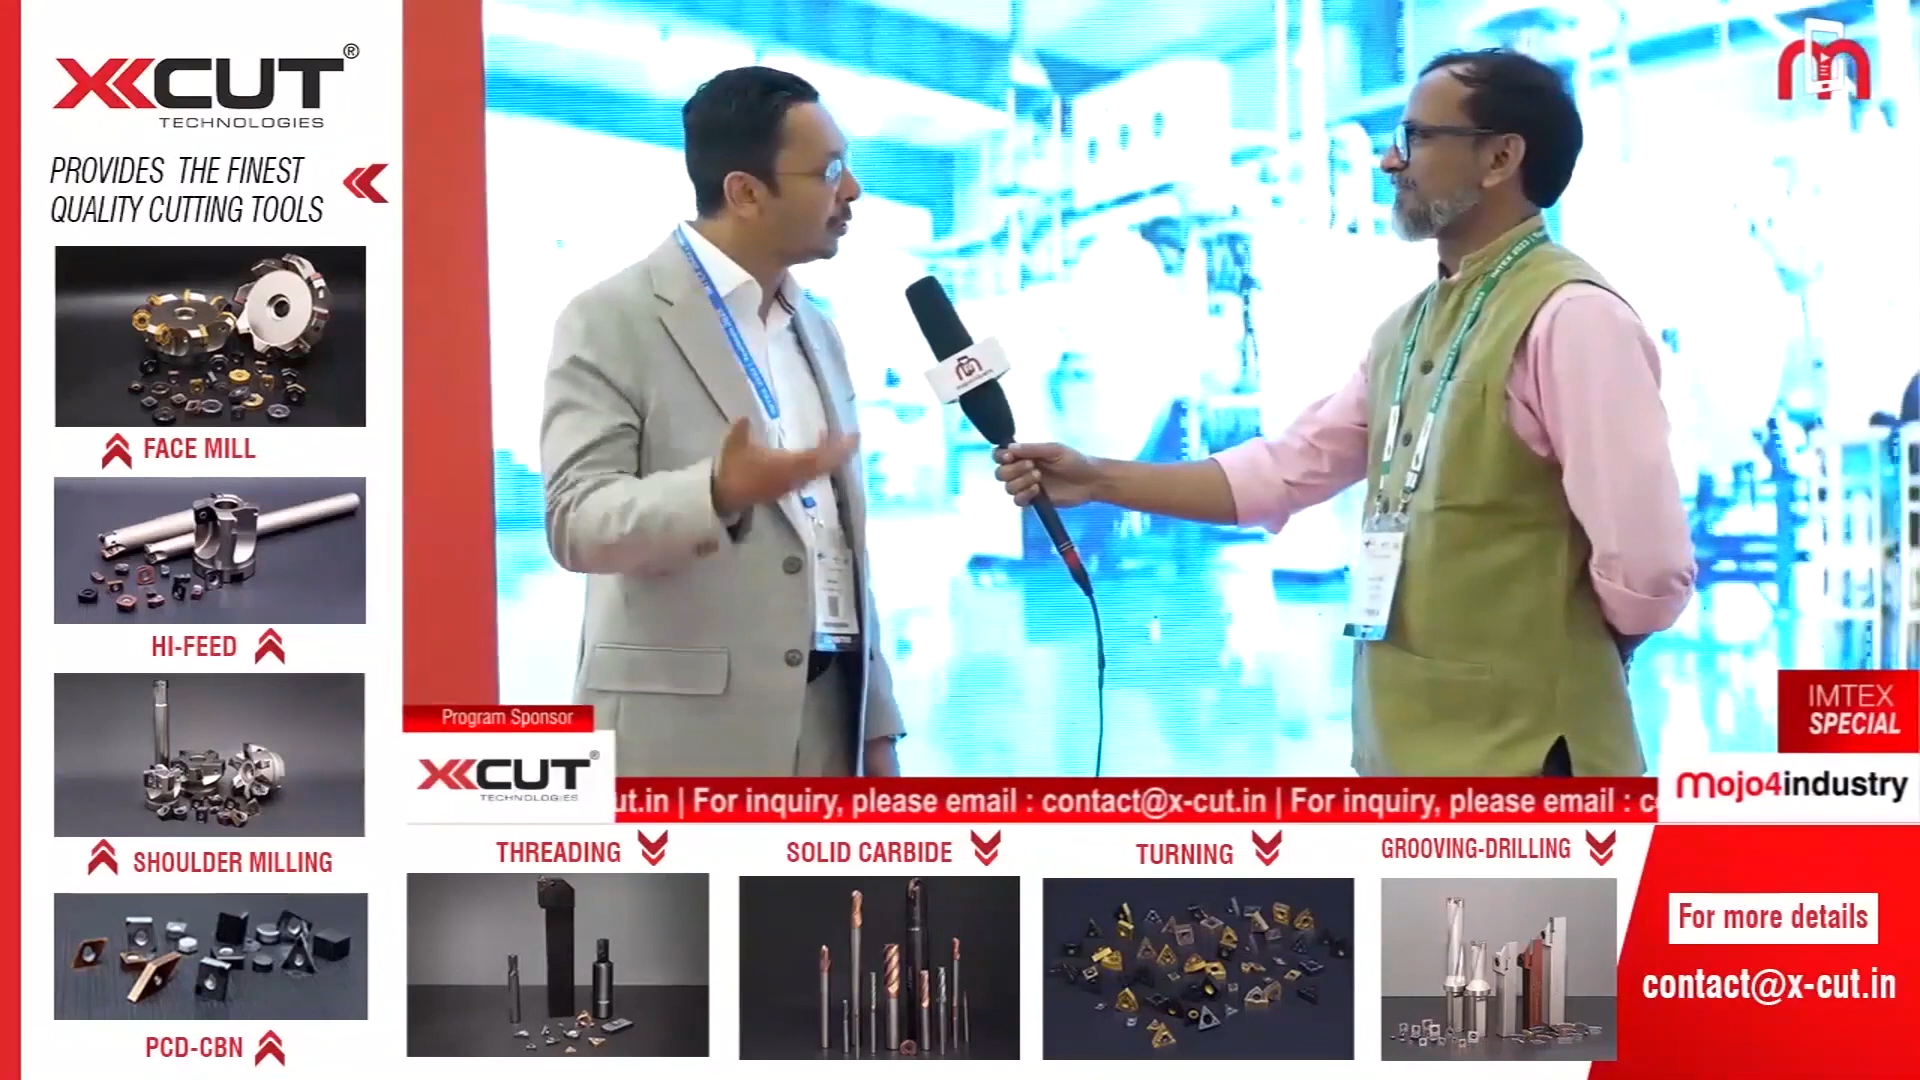 XCUT®
TECHNOLOGIES
PROVIDES THE FINEST
QUALITY CUTTING TOOLS
FACE MILL
HI-FEED
SHOULDER MILLING
PCD-CBN
IMTEX 2023
Program Sponsor
XCUT®
TECHNOLOGIES
ut.in | For inquiry, please email : contact@x-cut.in | For inquiry, please email : c
IMTEX
SPECIAL
mojo4industry
THREADING
SOLID CARBIDE
TURNING
GROOVING-DRILLING
For more details
contact@x-cut.in